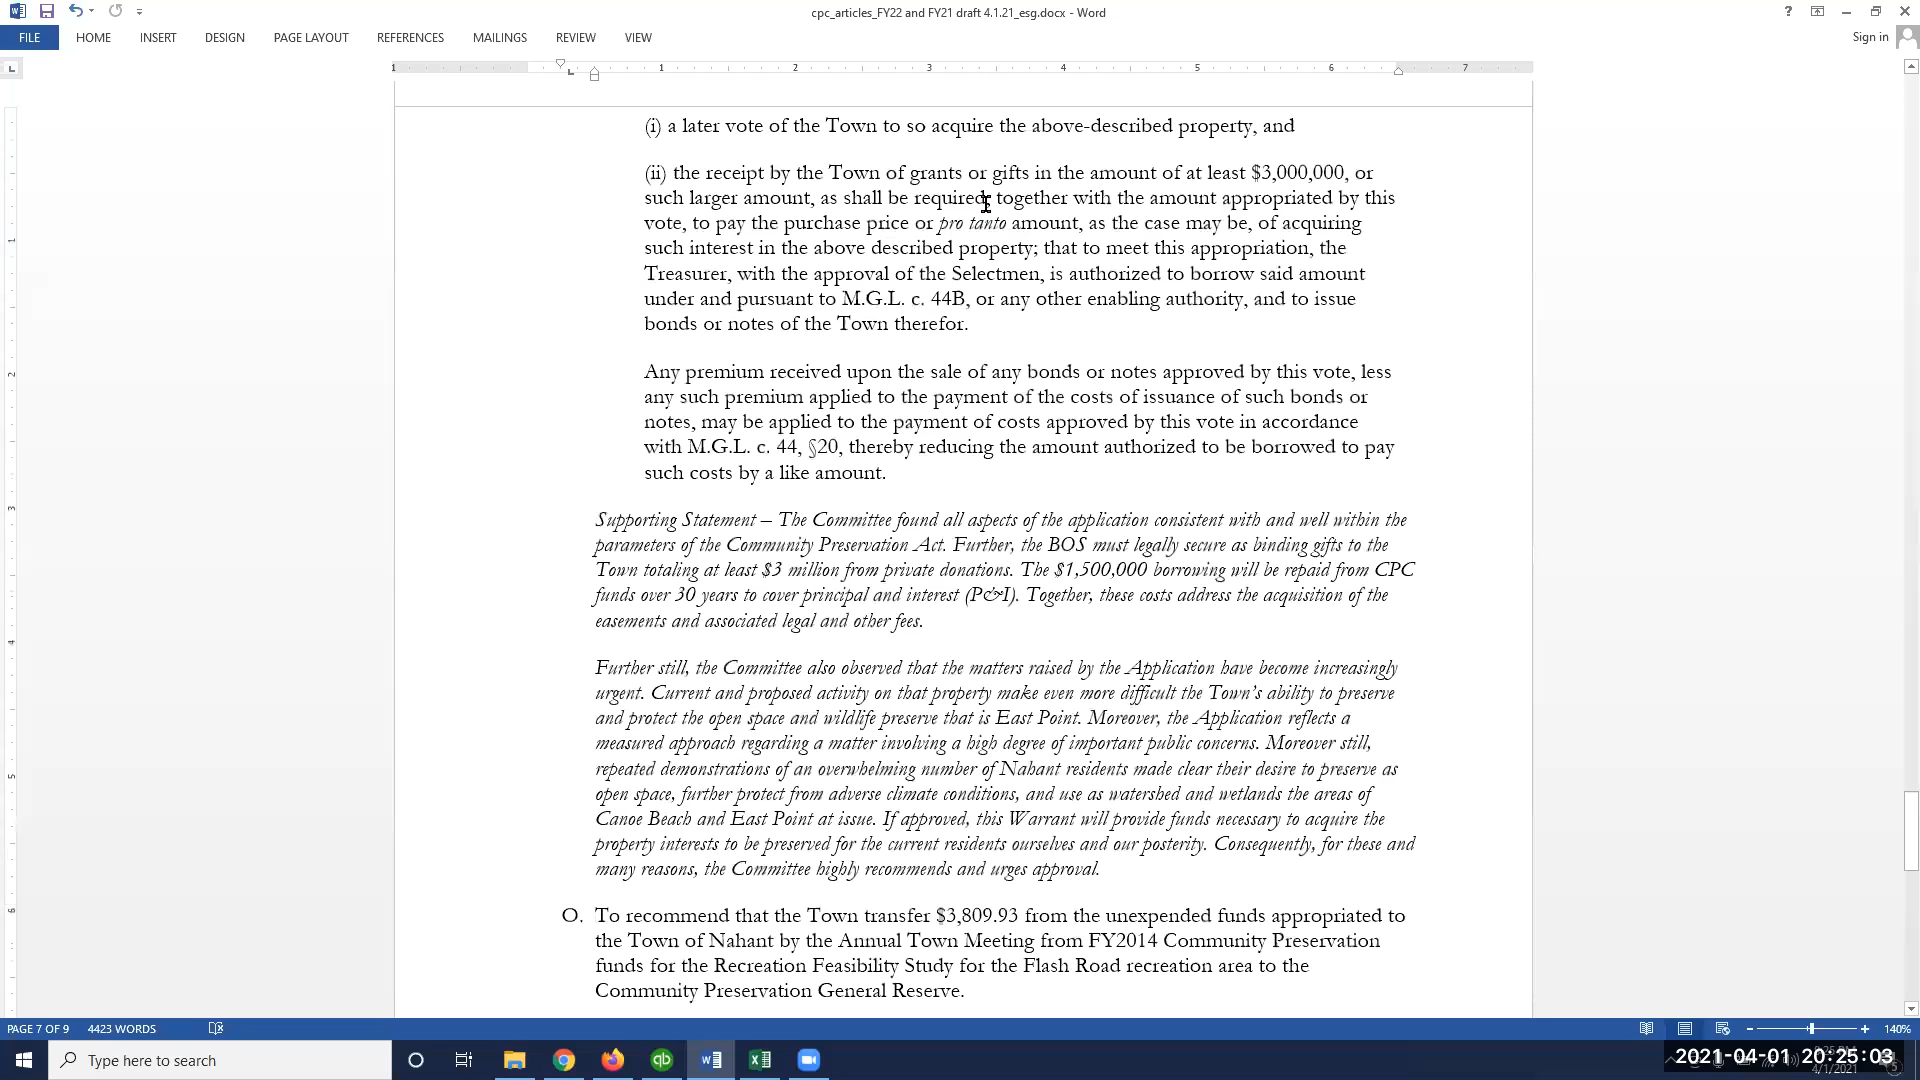 cpc_articles_FY22 and FY21 draft 4.1.21_esg.docx - Word
FILE HOME INSERT DESIGN PAGE LAYOUT REFERENCES MAILINGS REVIEW VIEW
Sign in
1 1 2 3 4 5 6 7
(i) a later vote of the Town to so acquire the above-described property, and
(ii) the receipt by the Town of grants or gifts in the amount of at least $3,000,000, or
such larger amount, as shall be required, together with the amount appropriated by this
vote, to pay the purchase price or pro tanto amount, as the case may be, of acquiring
such interest in the above described property; that to meet this appropriation, the
Treasurer, with the approval of the Selectmen, is authorized to borrow said amount
under and pursuant to M.G.L. c. 44B, or any other enabling authority, and to issue
bonds or notes of the Town therefor.
Any premium received upon the sale of any bonds or notes approved by this vote, less
any such premium applied to the payment of the costs of issuance of such bonds or
notes, may be applied to the payment of costs approved by this vote in accordance
with M.G.L. c. 44, §20, thereby reducing the amount authorized to be borrowed to pay
such costs by a like amount.
Supporting Statement – The Committee found all aspects of the application consistent with and well within the
parameters of the Community Preservation Act. Further, the BOS must legally secure as binding gifts to the
Town totaling at least $3 million from private donations. The $1,500,000 borrowing will be repaid from CPC
funds over 30 years to cover principal and interest (P&I). Together, these costs address the acquisition of the
easements and associated legal and other fees.
Further still, the Committee also observed that the matters raised by the Application have become increasingly
urgent. Current and proposed activity on that property make even more difficult the Town's ability to preserve
and protect the open space and wildlife preserve that is East Point. Moreover, the Application reflects a
measured approach regarding a matter involving a high degree of important public concerns. Moreover still,
repeated demonstrations of an overwhelming number of Nahant residents made clear their desire to preserve as
open space, further protect from adverse climate conditions, and use as watershed and wetlands the areas of
Canoe Beach and East Point at issue. If approved, this Warrant will provide funds necessary to acquire the
property interests to be preserved for the current residents ourselves and our posterity. Consequently, for these and
many reasons, the Committee highly recommends and urges approval.
O. To recommend that the Town transfer $3,809.93 from the unexpended funds appropriated to
the Town of Nahant by the Annual Town Meeting from FY2014 Community Preservation
funds for the Recreation Feasibility Study for the Flash Road recreation area to the
Community Preservation General Reserve.
1
2
3
4
5
6
PAGE 7 OF 9 4423 WORDS 140%
Type here to search
2021-04-01 20:25:03
4/1/2021